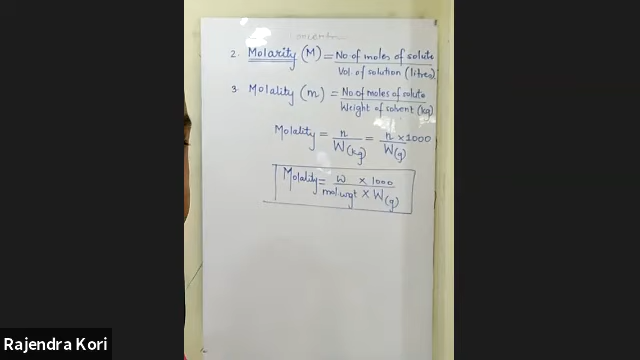 2. Molarity (M) = No of moles of solute / Vol. of solution (litres)
3. Molality (m) = No of moles of solute / Weight of solvent (kg)
Molality = n / W(kg) = n × 1000 / W(g)
Molality = w × 1000 / mol wgt × W(g)
Rajendra Kori